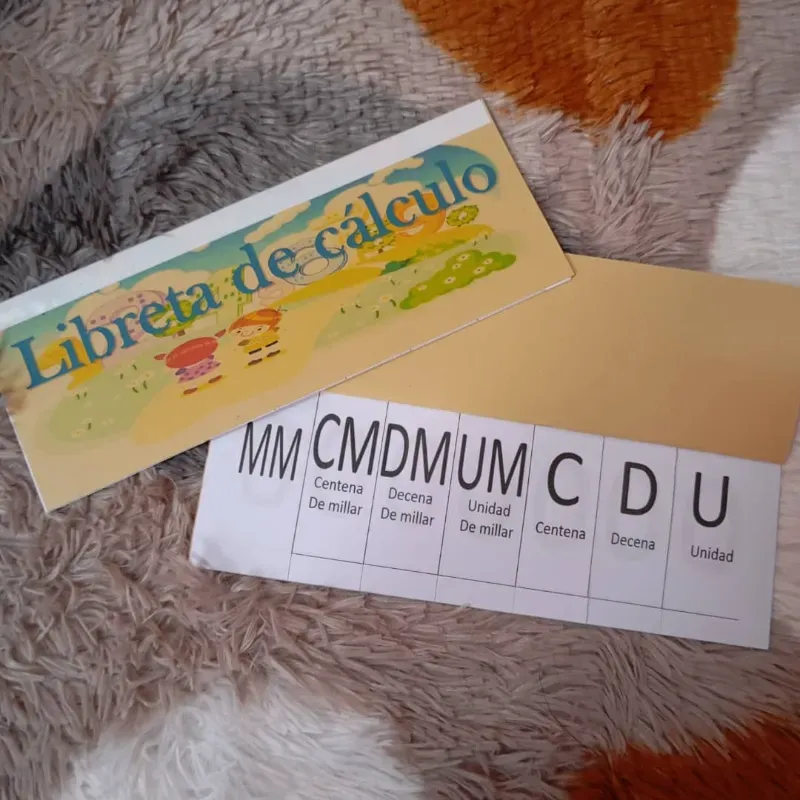 Libreta de cálculo
MM CM DM UM C D U
Centena De millar
Decena De millar
Unidad De millar
Centena
Decena
Unidad